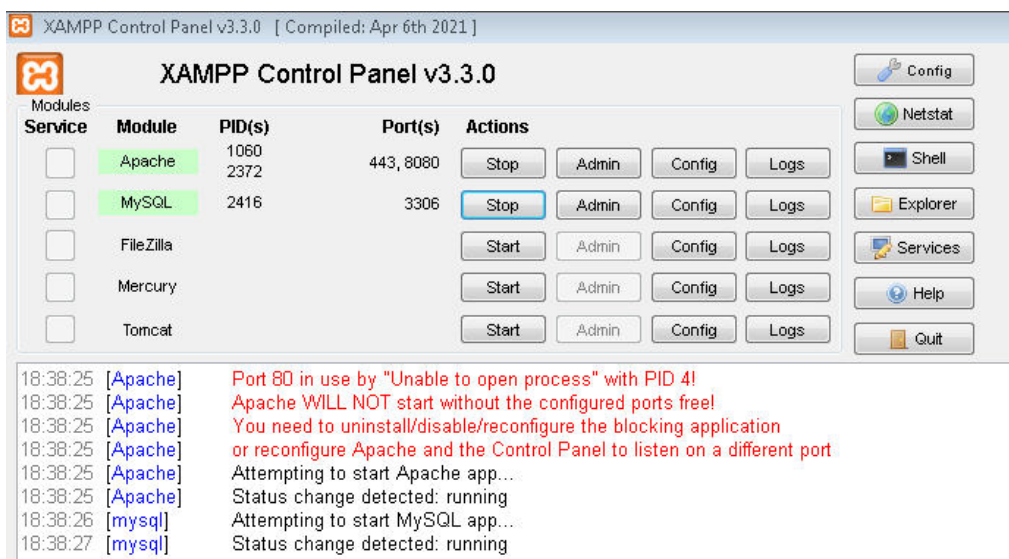 XAMPP Control Panel v3.3.0 [ Compiled: Apr 6th 2021 ]
XAMPP Control Panel v3.3.0
Config
Modules
Service Module PID(s) Port(s) Actions
Netstat
Apache 1060 2372 443, 8080 Stop Admin Config Logs
Shell
MySQL 2416 3306 Stop Admin Config Logs
Explorer
FileZilla Start Admin Config Logs
Services
Mercury Start Admin Config Logs
Help
Tomcat Start Admin Config Logs
Quit
18:38:25 [Apache] Port 80 in use by "Unable to open process" with PID 4!
18:38:25 [Apache] Apache WILL NOT start without the configured ports free!
18:38:25 [Apache] You need to uninstall/disable/reconfigure the blocking application
18:38:25 [Apache] or reconfigure Apache and the Control Panel to listen on a different port
18:38:25 [Apache] Attempting to start Apache app...
18:38:25 [Apache] Status change detected: running
18:38:26 [mysql] Attempting to start MySQL app...
18:38:27 [mysql] Status change detected: running